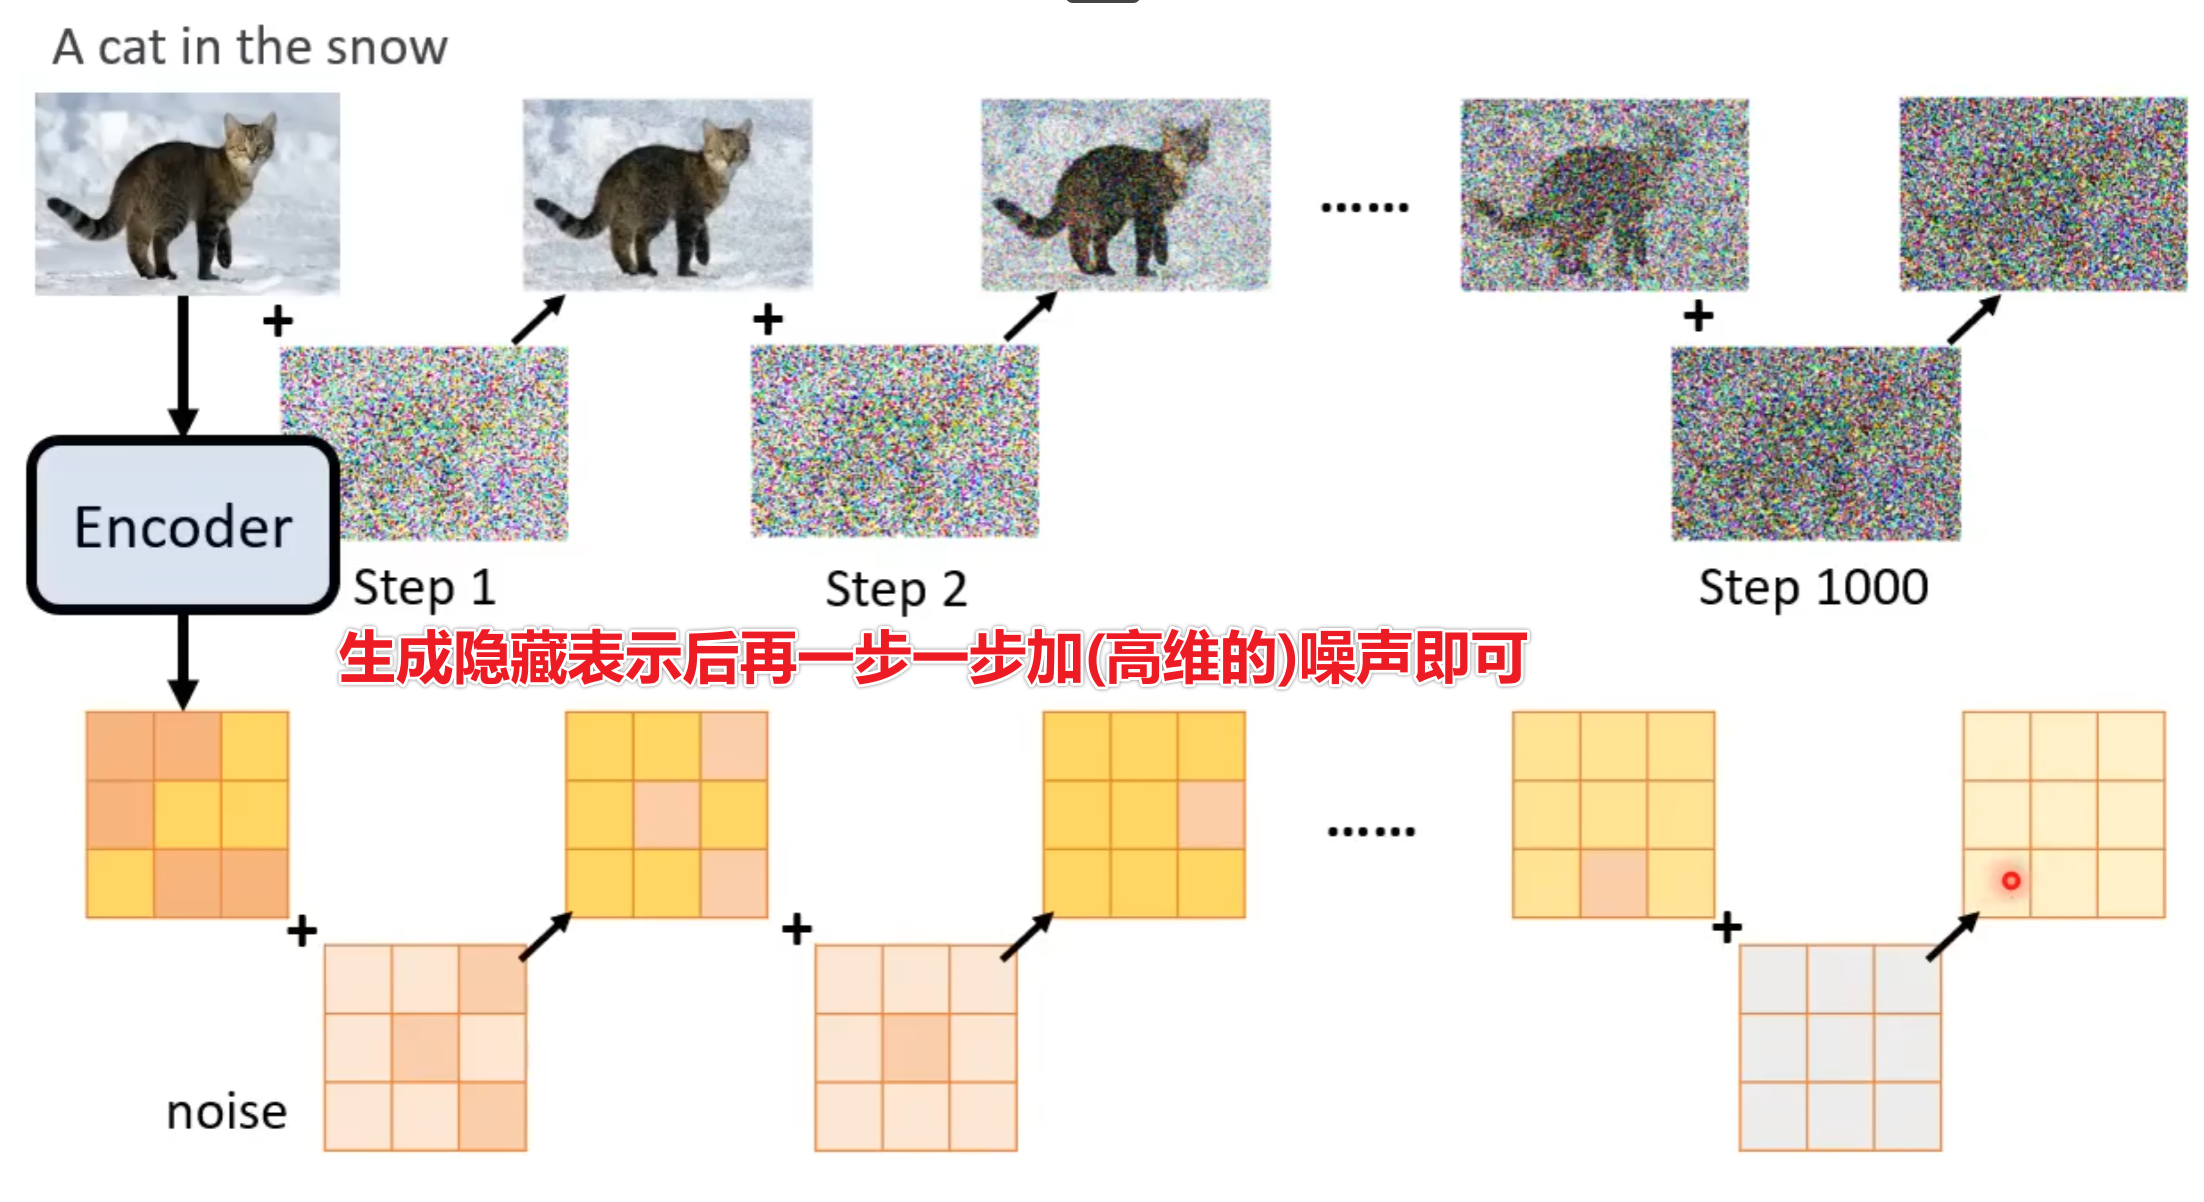 A cat in the snow
+
+
……
+
Encoder
Step 1
Step 2
Step 1000
生成隐藏表示后再一步一步加(高维的)噪声即可
……
+
+
+
noise